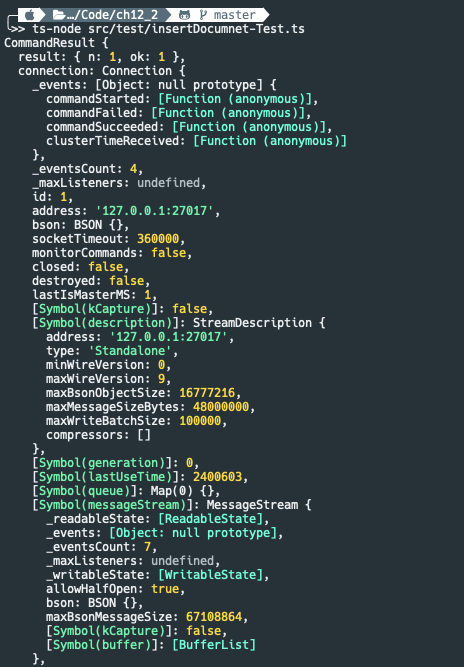 …/Code/ch12_2 master
>> ts-node src/test/insertDocumnet-Test.ts
CommandResult {
  result: { n: 1, ok: 1 },
  connection: Connection {
    _events: [Object: null prototype] {
      commandStarted: [Function (anonymous)],
      commandFailed: [Function (anonymous)],
      commandSucceeded: [Function (anonymous)],
      clusterTimeReceived: [Function (anonymous)]
    },
    _eventsCount: 4,
    _maxListeners: undefined,
    id: 1,
    address: '127.0.0.1:27017',
    bson: BSON {},
    socketTimeout: 360000,
    monitorCommands: false,
    closed: false,
    destroyed: false,
    lastIsMasterMS: 1,
    [Symbol(kCapture)]: false,
    [Symbol(description)]: StreamDescription {
      address: '127.0.0.1:27017',
      type: 'Standalone',
      minWireVersion: 0,
      maxWireVersion: 9,
      maxBsonObjectSize: 16777216,
      maxMessageSizeBytes: 48000000,
      maxWriteBatchSize: 100000,
      compressors: []
    },
    [Symbol(generation)]: 0,
    [Symbol(lastUseTime)]: 2400603,
    [Symbol(queue)]: Map(0) {},
    [Symbol(messageStream)]: MessageStream {
      _readableState: [ReadableState],
      _events: [Object: null prototype],
      _eventsCount: 7,
      _maxListeners: undefined,
      _writableState: [WritableState],
      allowHalfOpen: true,
      bson: BSON {},
      maxBsonMessageSize: 67108864,
      [Symbol(kCapture)]: false,
      [Symbol(buffer)]: [BufferList]
    },